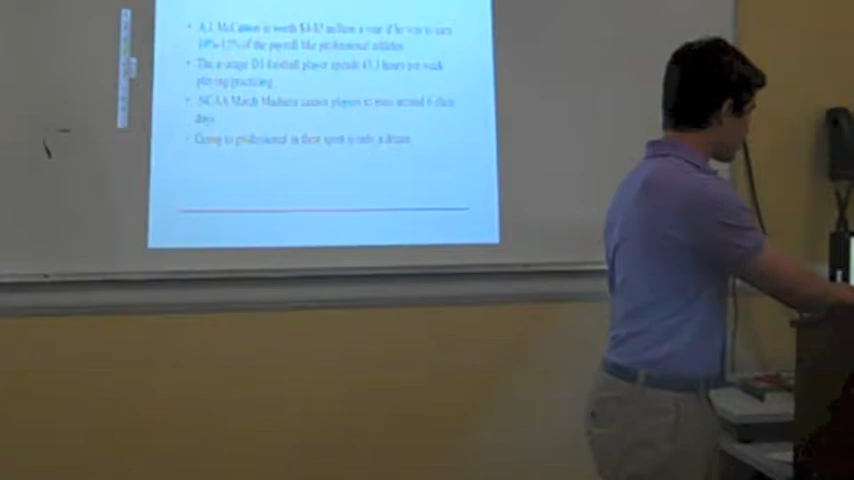 • A.J. McCarron is worth $4-$5 million a year if he was to earn
10%-15% of the payroll like professional athletes
• The average D1 football player spends 43.3 hours per week
playing/practicing
• NCAA March Madness causes players to miss around 6 class
days
• Going to professional in their sport is only a dream